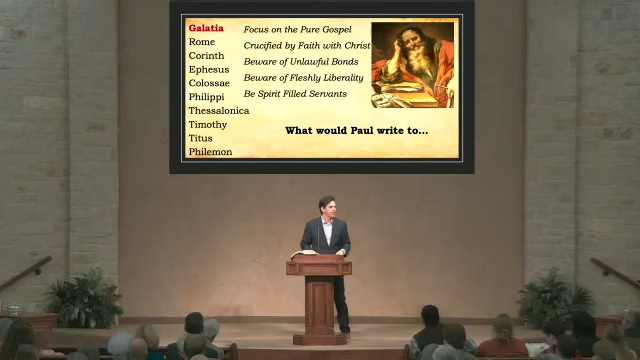 Galatia
Rome
Corinth
Ephesus
Colossae
Philippi
Thessalonica
Timothy
Titus
Philemon
Focus on the Pure Gospel
Crucified by Faith with Christ
Beware of Unlawful Bonds
Beware of Fleshly Liberality
Be Spirit Filled Servants
What would Paul write to...